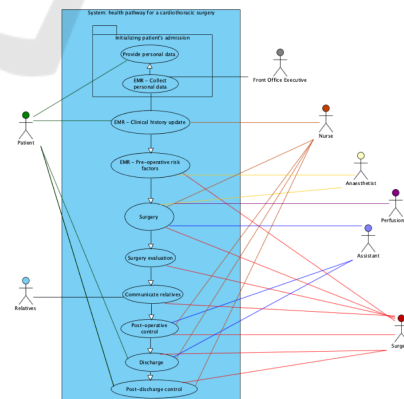 System: health pathway for a cardiothoracic surgery
Initializing patient's admission
Provide personal data
EMR - Collect
personal data
Front Office Executive
EMR - Clinical history update
Patient
Nurse
EMR - Pre-operative risk
factors
Anaesthetist
Perfusion
Surgery
Assistant
Surgery evaluation
Relatives
Communicate relatives
Post-operative
control
Surge
Discharge
Post-discharge control